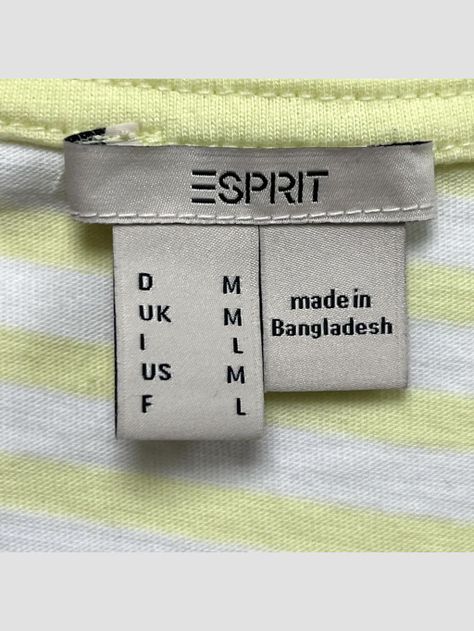 ESPRIT
D M
UK M
I L
US M
F L
made in
Bangladesh